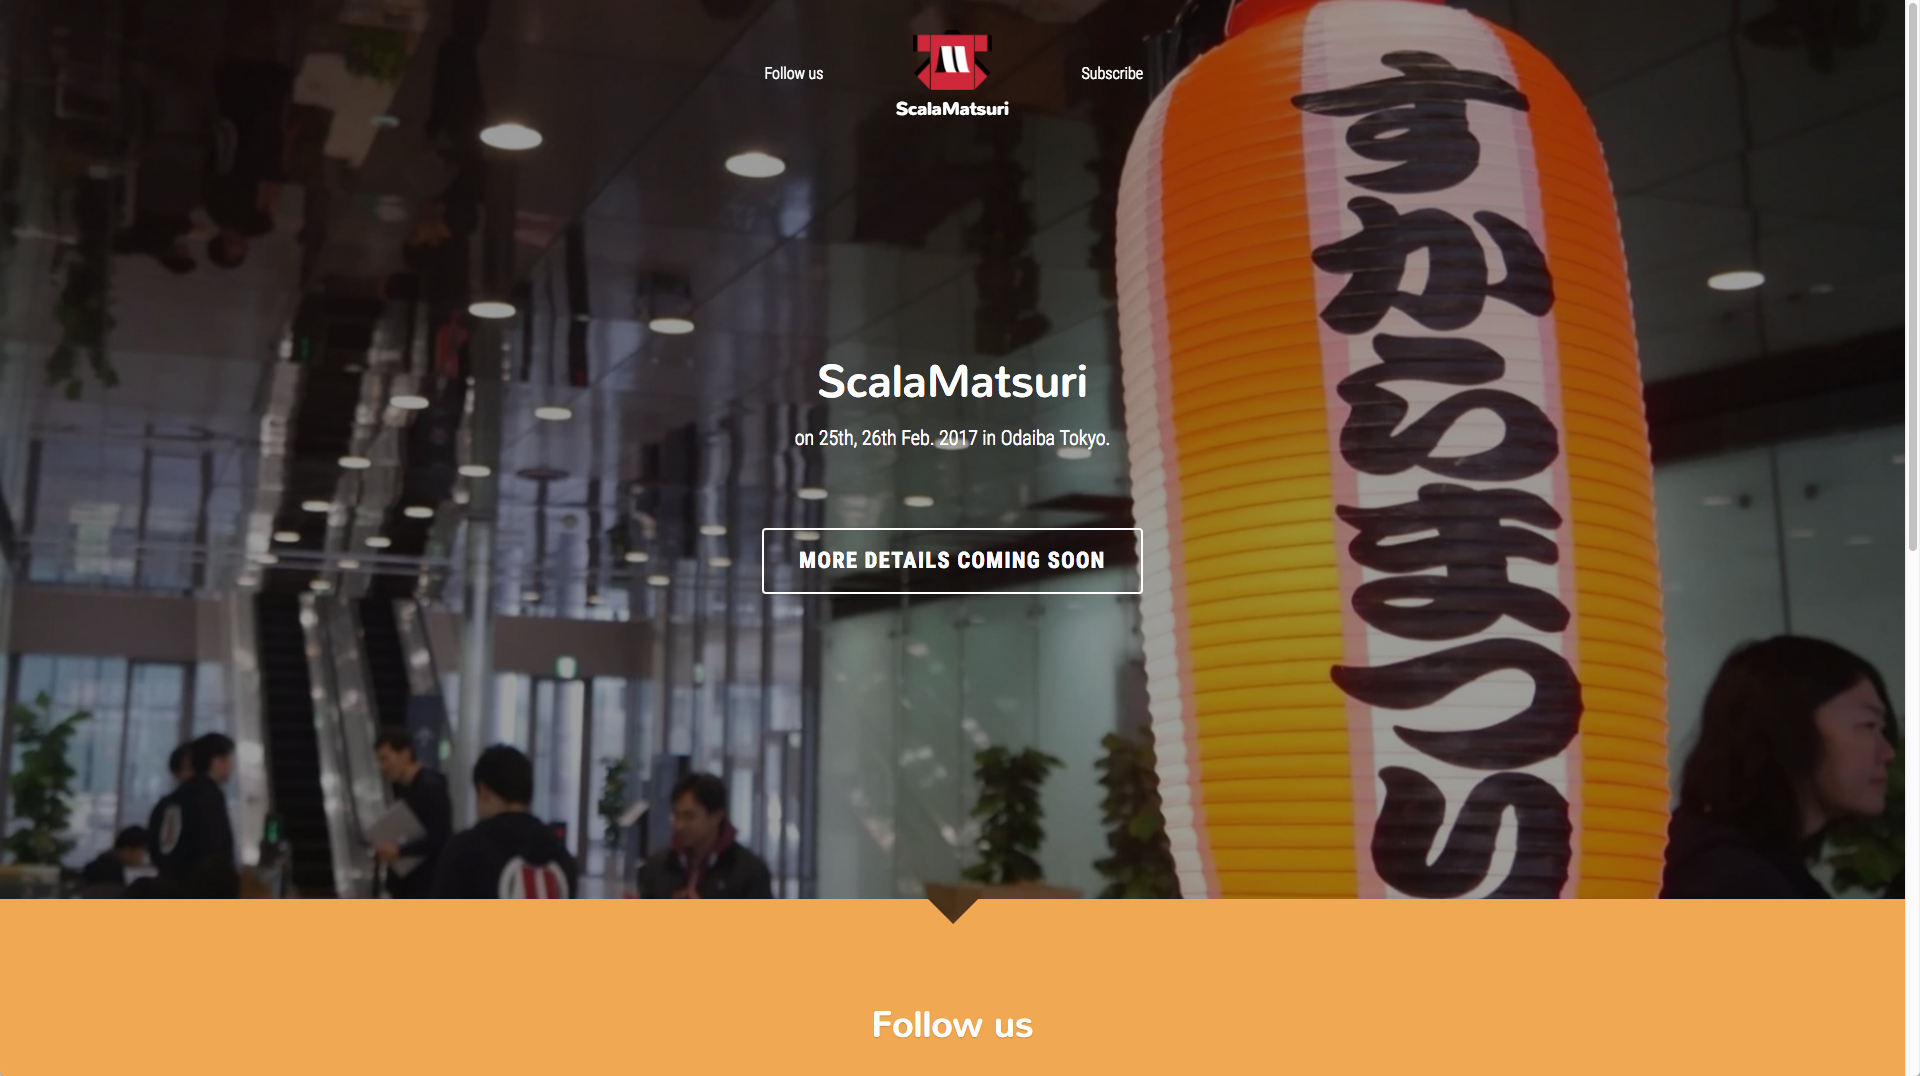 Follow us
ScalaMatsuri
Subscribe
すからまつり
ScalaMatsuri
on 25th, 26th Feb. 2017 in Odaiba Tokyo.
MORE DETAILS COMING SOON
Follow us